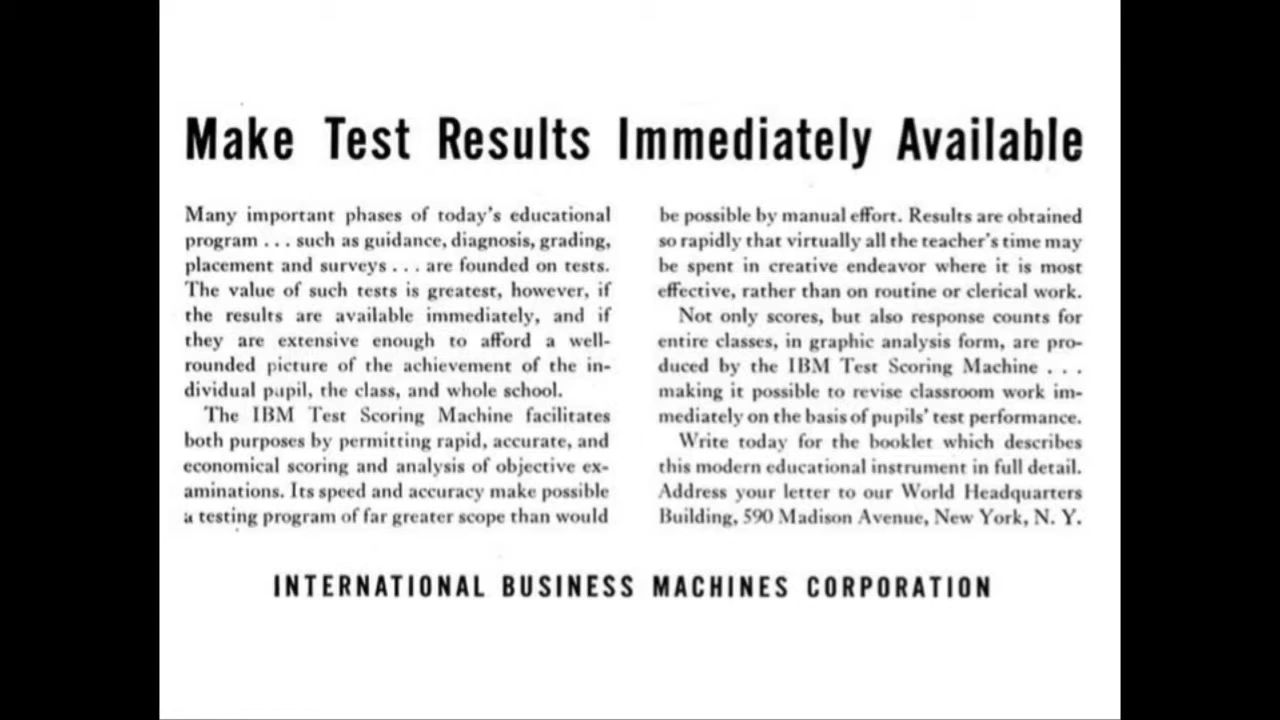 Make Test Results Immediately Available
Many important phases of today's educational
program . . . such as guidance, diagnosis, grading,
placement and surveys . . . are founded on tests.
The value of such tests is greatest, however, if
the results are available immediately, and if
they are extensive enough to afford a well-
rounded picture of the achievement of the in-
dividual pupil, the class, and whole school.
The IBM Test Scoring Machine facilitates
both purposes by permitting rapid, accurate, and
economical scoring and analysis of objective ex-
aminations. Its speed and accuracy make possible
a testing program of far greater scope than would
be possible by manual effort. Results are obtained
so rapidly that virtually all the teacher's time may
be spent in creative endeavor where it is most
effective, rather than on routine or clerical work.
Not only scores, but also response counts for
entire classes, in graphic analysis form, are pro-
duced by the IBM Test Scoring Machine . . .
making it possible to revise classroom work im-
mediately on the basis of pupils' test performance.
Write today for the booklet which describes
this modern educational instrument in full detail.
Address your letter to our World Headquarters
Building, 590 Madison Avenue, New York, N. Y.
INTERNATIONAL BUSINESS MACHINES CORPORATION